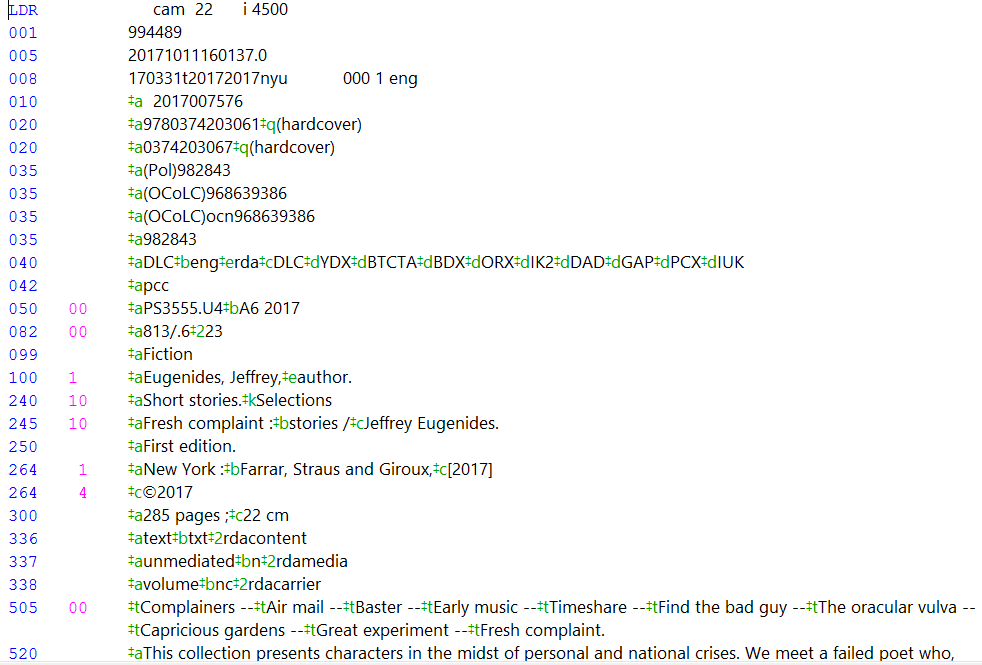 LDR cam 22 i 4500
001 994489
005 20171011160137.0
008 170331t20172017nyu 000 1 eng
010 ‡a 2017007576
020 ‡a9780374203061‡q(hardcover)
020 ‡a0374203067‡q(hardcover)
035 ‡a(Pol)982843
035 ‡a(OCoLC)968639386
035 ‡a(OCoLC)ocn968639386
035 ‡a982843
040 ‡aDLC‡beng‡erda‡cDLC‡dYDX‡dBTCTA‡dBDX‡dORX‡dIK2‡dDAD‡dGAP‡dPCX‡dIUK
042 ‡apcc
050 00 ‡aPS3555.U4‡bA6 2017
082 00 ‡a813/.6‡223
099 ‡aFiction
100 1 ‡aEugenides, Jeffrey,‡eauthor.
240 10 ‡aShort stories.‡kSelections
245 10 ‡aFresh complaint :‡bstories /‡cJeffrey Eugenides.
250 ‡aFirst edition.
264 1 ‡aNew York :‡bFarrar, Straus and Giroux,‡c[2017]
264 4 ‡c©2017
300 ‡a285 pages ;‡c22 cm
336 ‡atext‡btxt‡2rdacontent
337 ‡aunmediated‡bn‡2rdamedia
338 ‡avolume‡bnc‡2rdacarrier
505 00 ‡tComplainers --‡tAir mail --‡tBaster --‡tEarly music --‡tTimeshare --‡tFind the bad guy --‡tThe oracular vulva --
‡tCapricious gardens --‡tGreat experiment --‡tFresh complaint.
520 ‡aThis collection presents characters in the midst of personal and national crises. We meet a failed poet who,